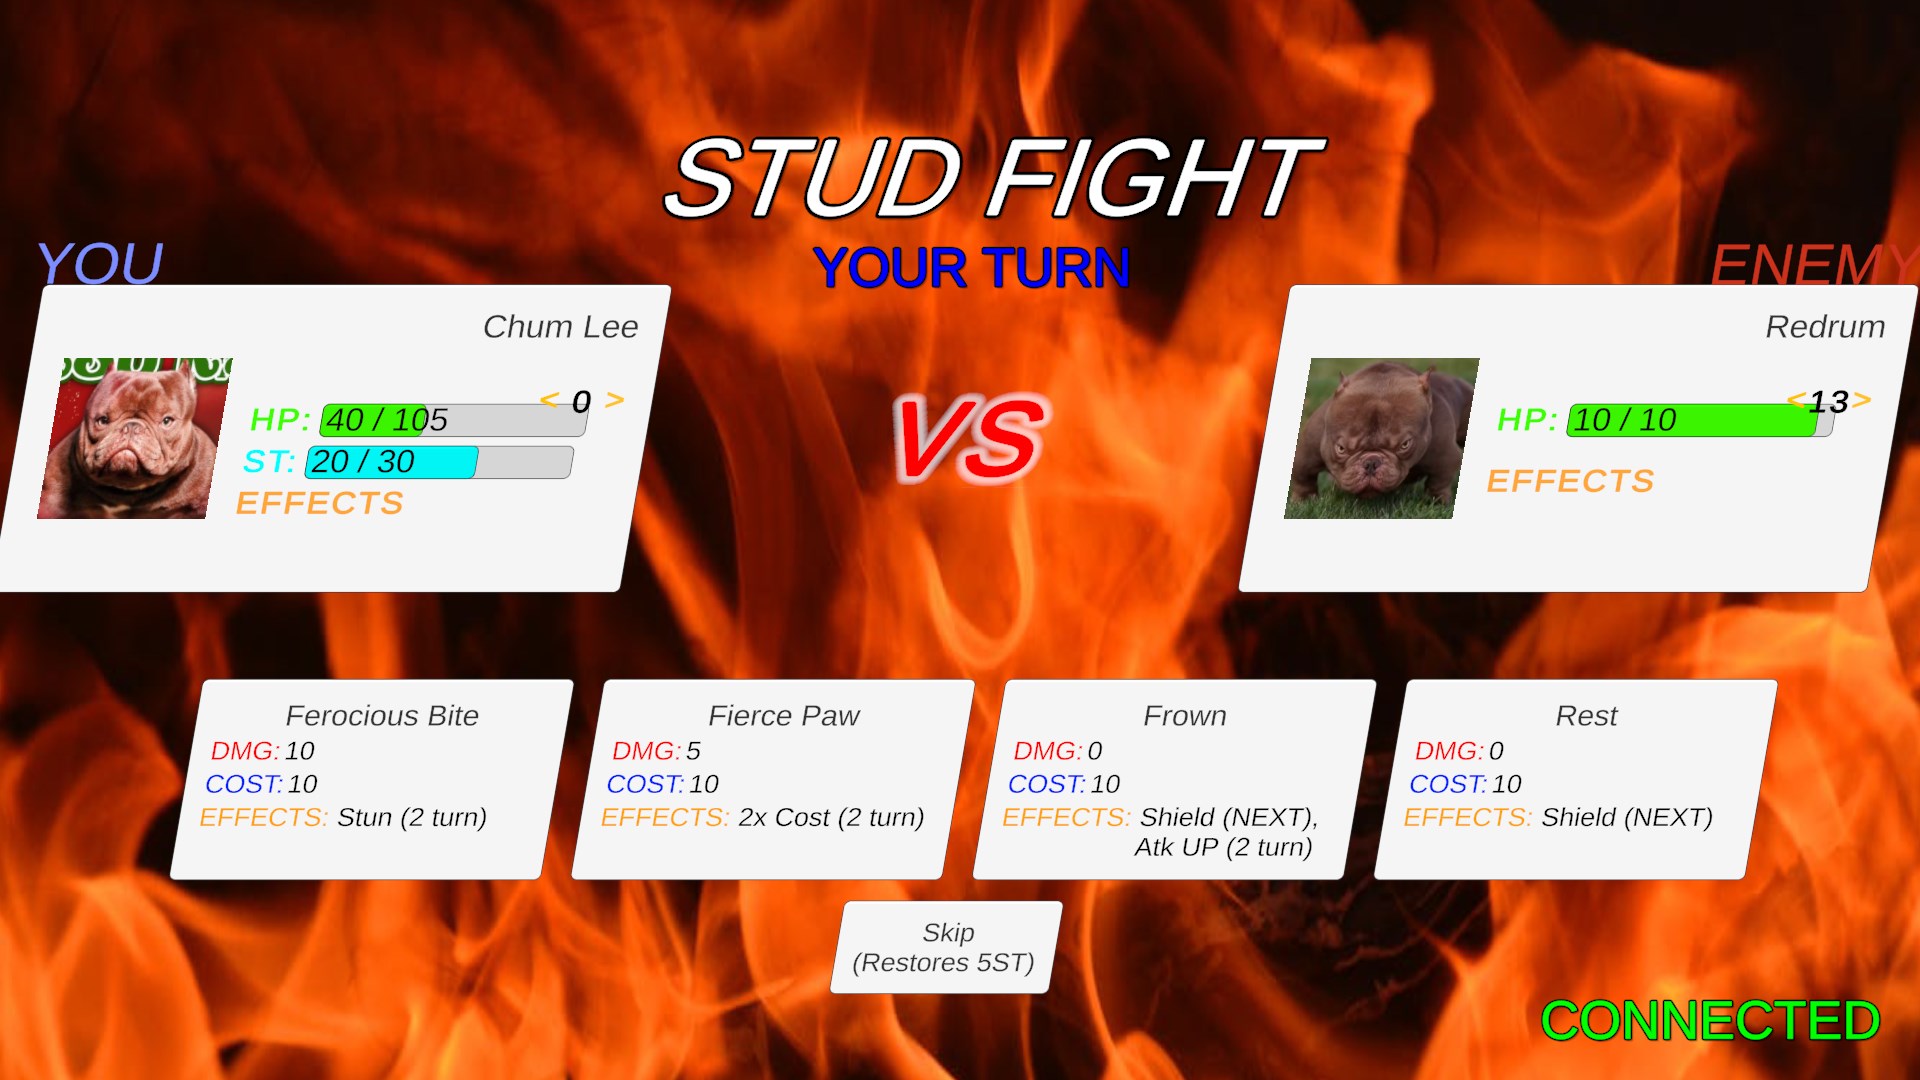 STUD FIGHT
YOUR TURN
YOU
ENEMY
Chum Lee
< 0 >
HP: 40 / 105
ST: 20 / 30
EFFECTS
VS
Redrum
<13>
HP: 10 / 10
EFFECTS
Ferocious Bite
DMG: 10
COST: 10
EFFECTS: Stun (2 turn)
Fierce Paw
DMG: 5
COST: 10
EFFECTS: 2x Cost (2 turn)
Frown
DMG: 0
COST: 10
EFFECTS: Shield (NEXT),
Atk UP (2 turn)
Rest
DMG: 0
COST: 10
EFFECTS: Shield (NEXT)
Skip
(Restores 5ST)
CONNECTED